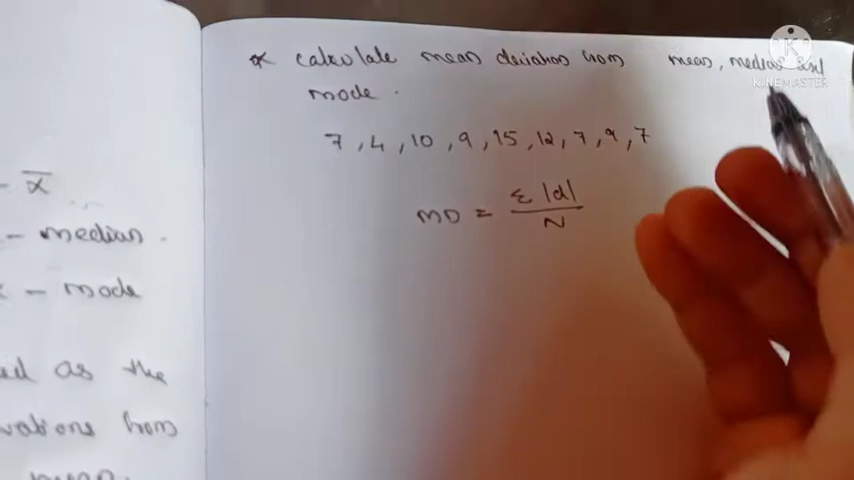 - x̄
- median.
x - mode
as the
from
* calculate mean deviation from mean, median and
mode.
7, 4, 10, 9, 15, 12, 7, 9, 7
MD = Σ |d| / N
K
KINEMASTER